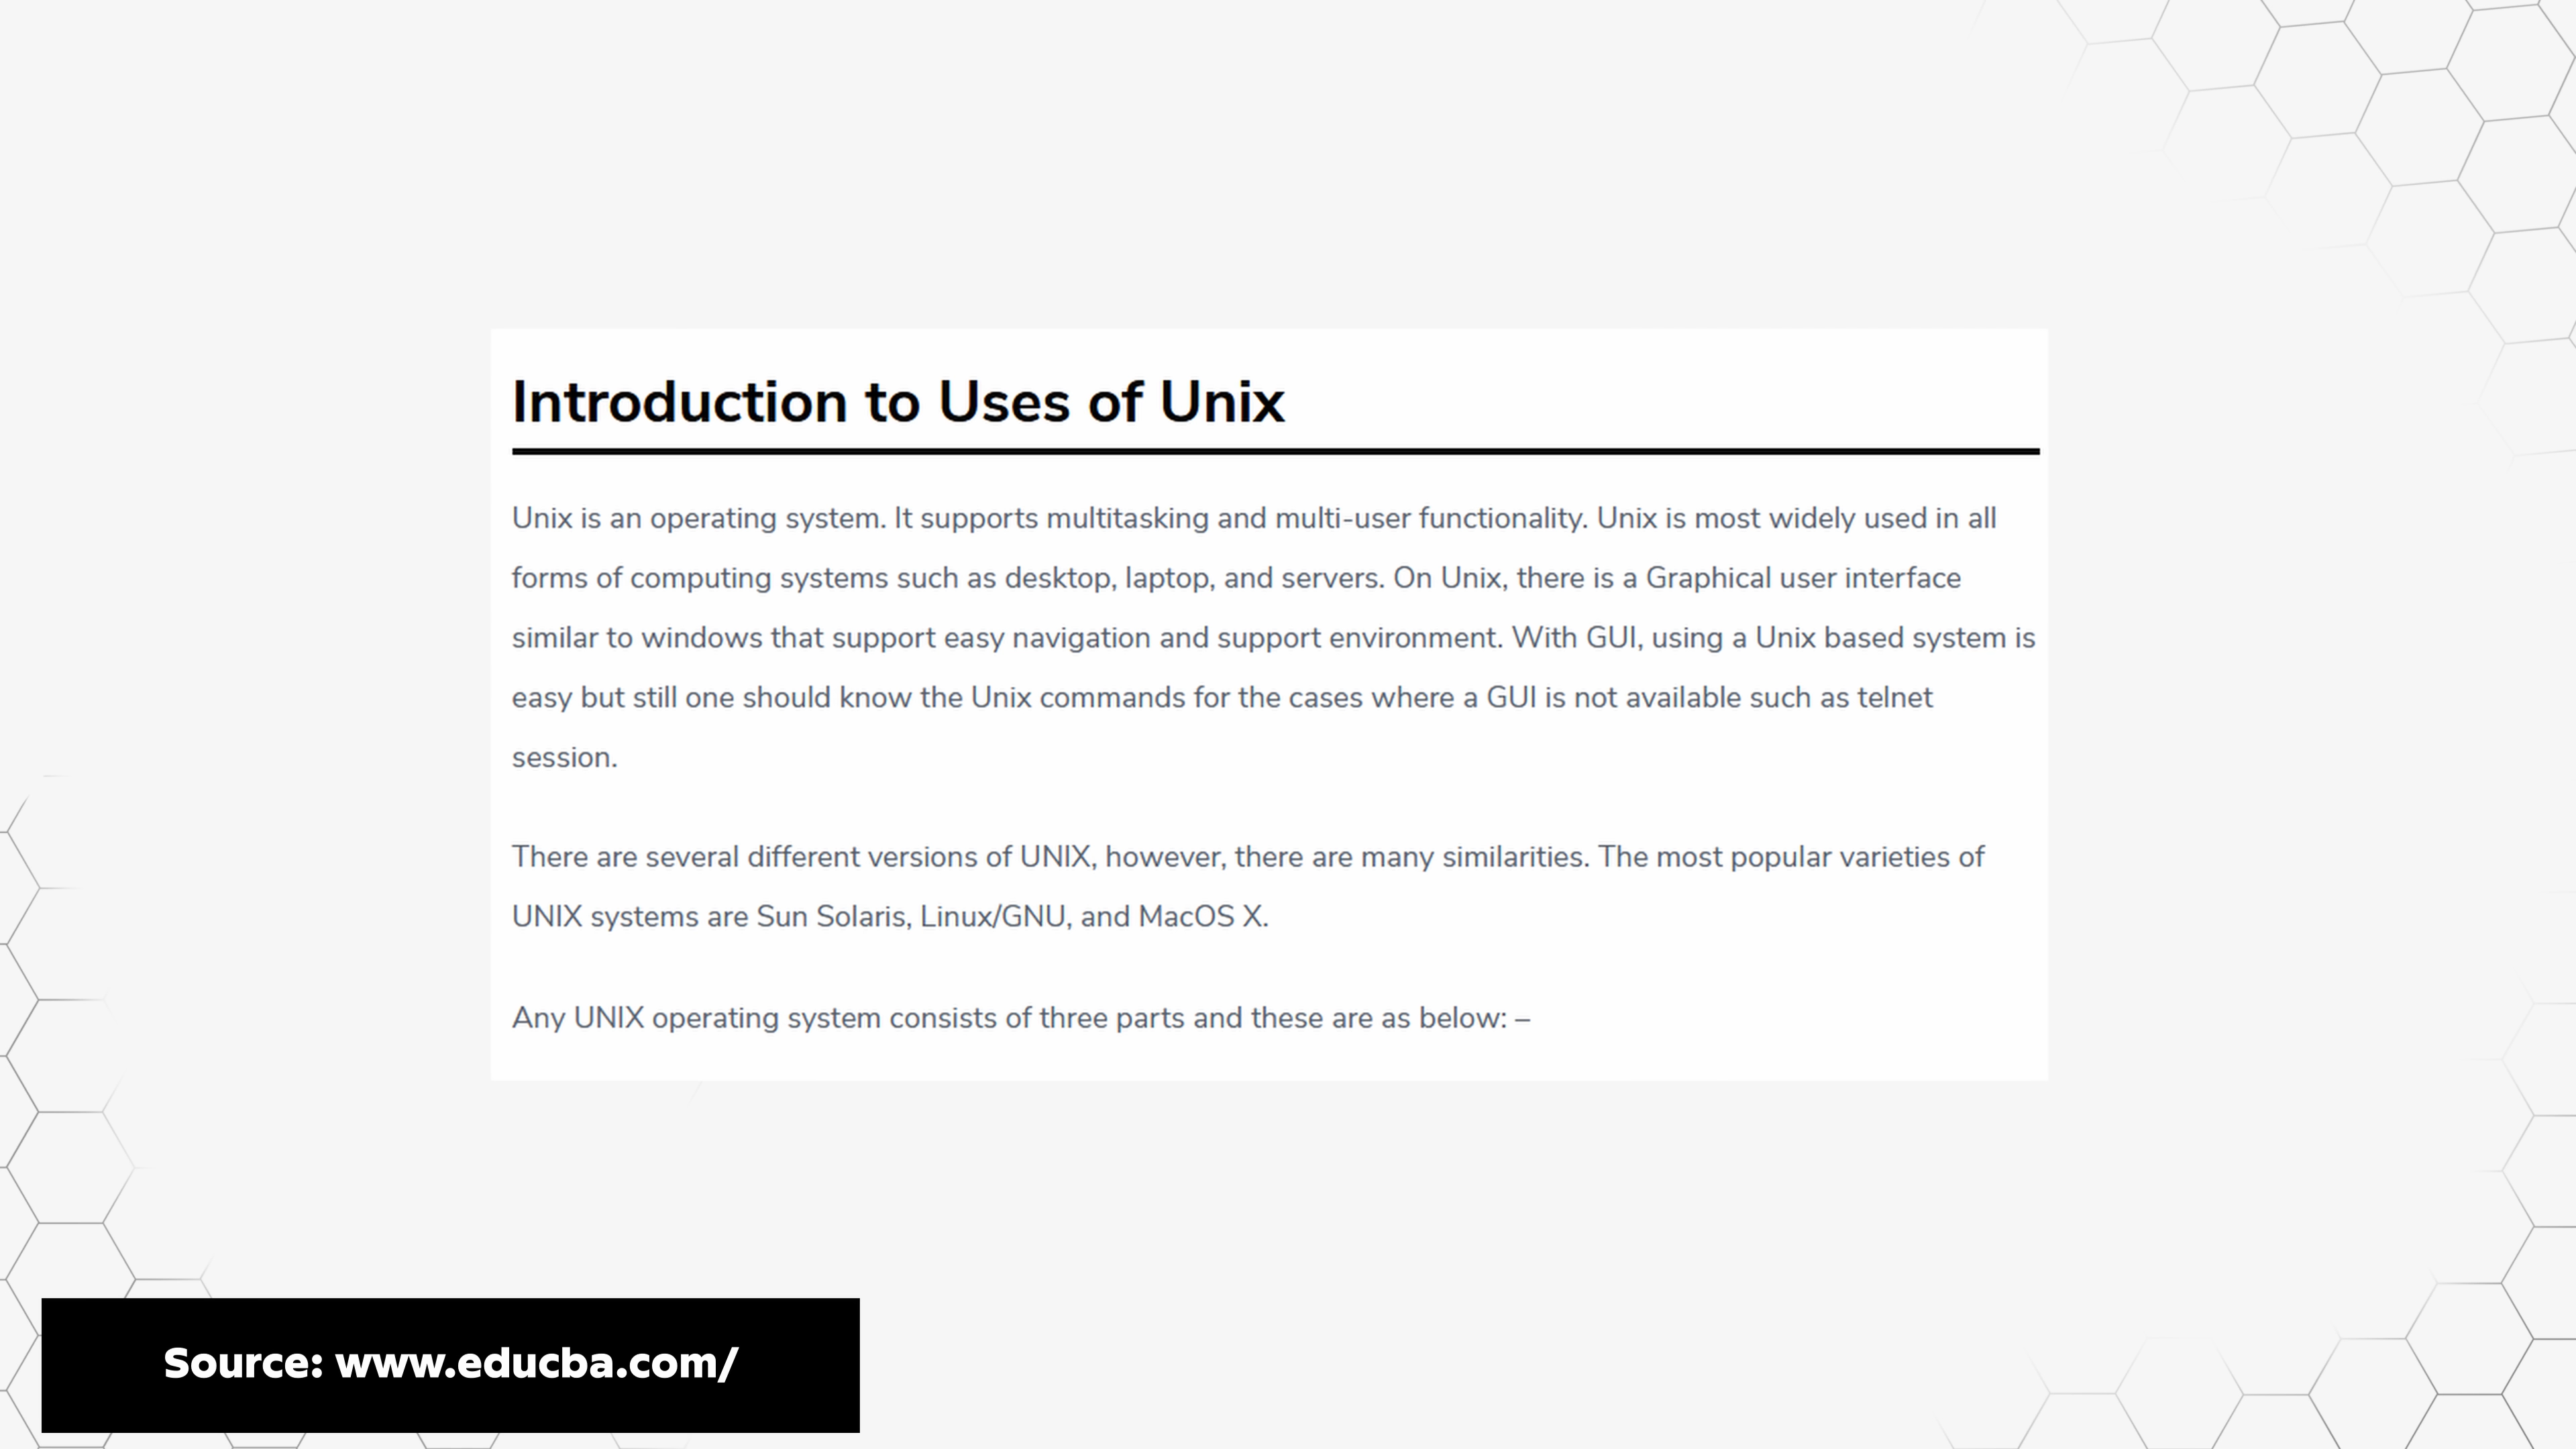 Introduction to Uses of Unix
Unix is an operating system. It supports multitasking and multi-user functionality. Unix is most widely used in all
forms of computing systems such as desktop, laptop, and servers. On Unix, there is a Graphical user interface
similar to windows that support easy navigation and support environment. With GUI, using a Unix based system is
easy but still one should know the Unix commands for the cases where a GUI is not available such as telnet
session.
There are several different versions of UNIX, however, there are many similarities. The most popular varieties of
UNIX systems are Sun Solaris, Linux/GNU, and MacOS X.
Any UNIX operating system consists of three parts and these are as below: –
Source: www.educba.com/